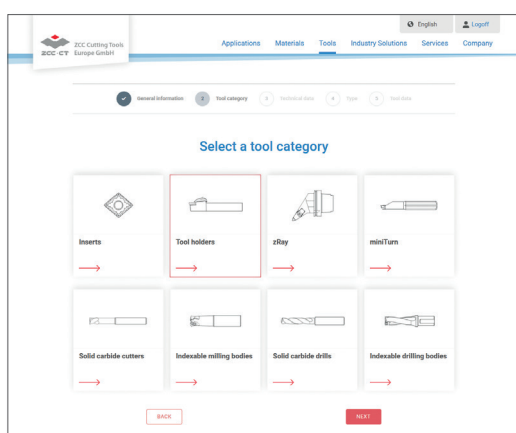 English
Logoff
ZCC Cutting Tools
Europe GmbH
ZCC·CT
Applications Materials Tools Industry Solutions Services Company
General information 2 Tool category 3 Technical data 4 Type 5 Tool data
Select a tool category
Inserts
Tool holders
zRay
miniTurn
Solid carbide cutters
Indexable milling bodies
Solid carbide drills
Indexable drilling bodies
BACK
NEXT